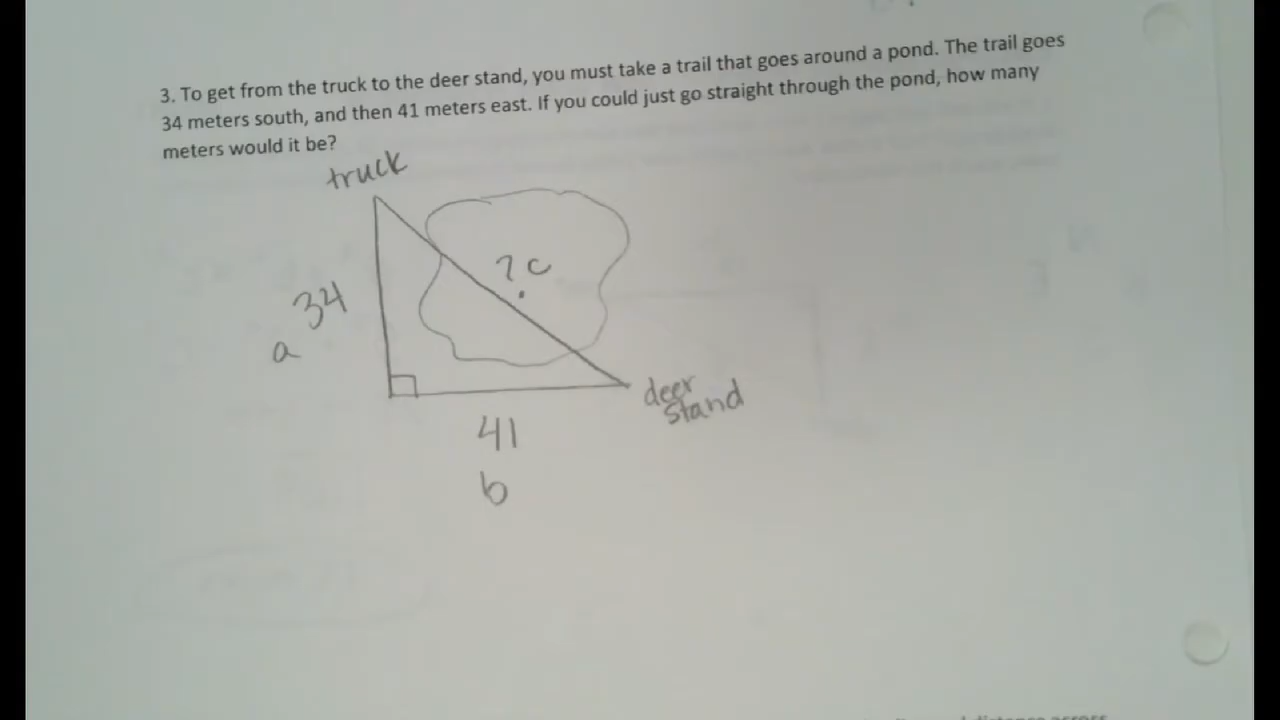 3. To get from the truck to the deer stand, you must take a trail that goes around a pond. The trail goes
34 meters south, and then 41 meters east. If you could just go straight through the pond, how many
meters would it be?
truck
? c
34
a
deer
stand
41
b